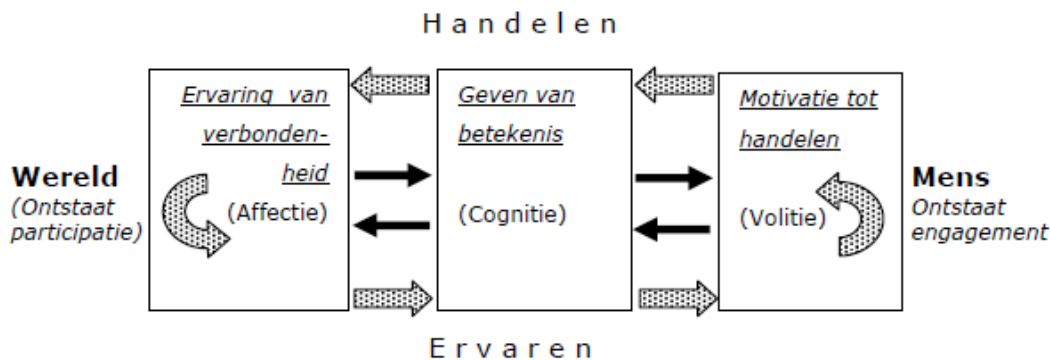 Handelen
Ervaring van
verbonden-
heid
(Affectie)
Geven van
betekenis
(Cognitie)
Motivatie tot
handelen
(Volitie)
Wereld
(Ontstaat
participatie)
Mens
Ontstaat
engagement
Ervaren